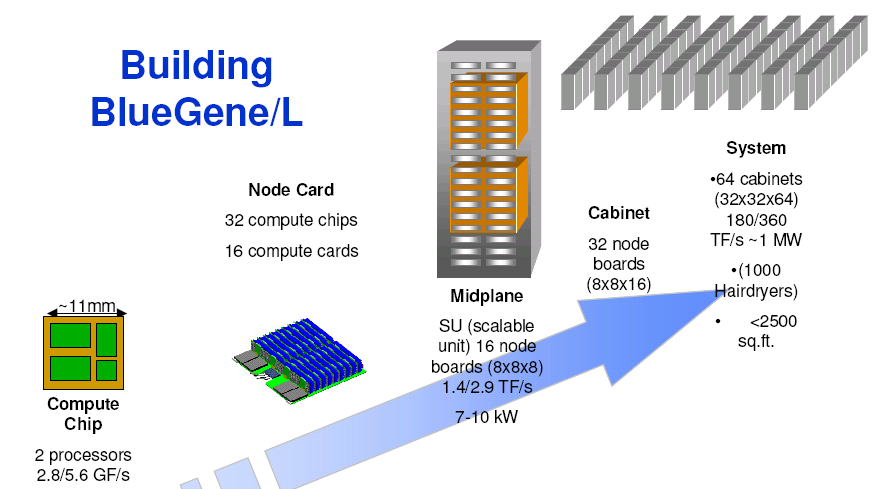 Building
BlueGene/L
Node Card
32 compute chips
16 compute cards
~11mm
Compute
Chip
2 processors
2.8/5.6 GF/s
Midplane
SU (scalable
unit) 16 node
boards (8x8x8)
1.4/2.9 TF/s
7-10 kW
Cabinet
32 node
boards
(8x8x16)
System
•64 cabinets
(32x32x64)
180/360
TF/s ~1 MW
•(1000
Hairdryers)
• <2500
sq.ft.